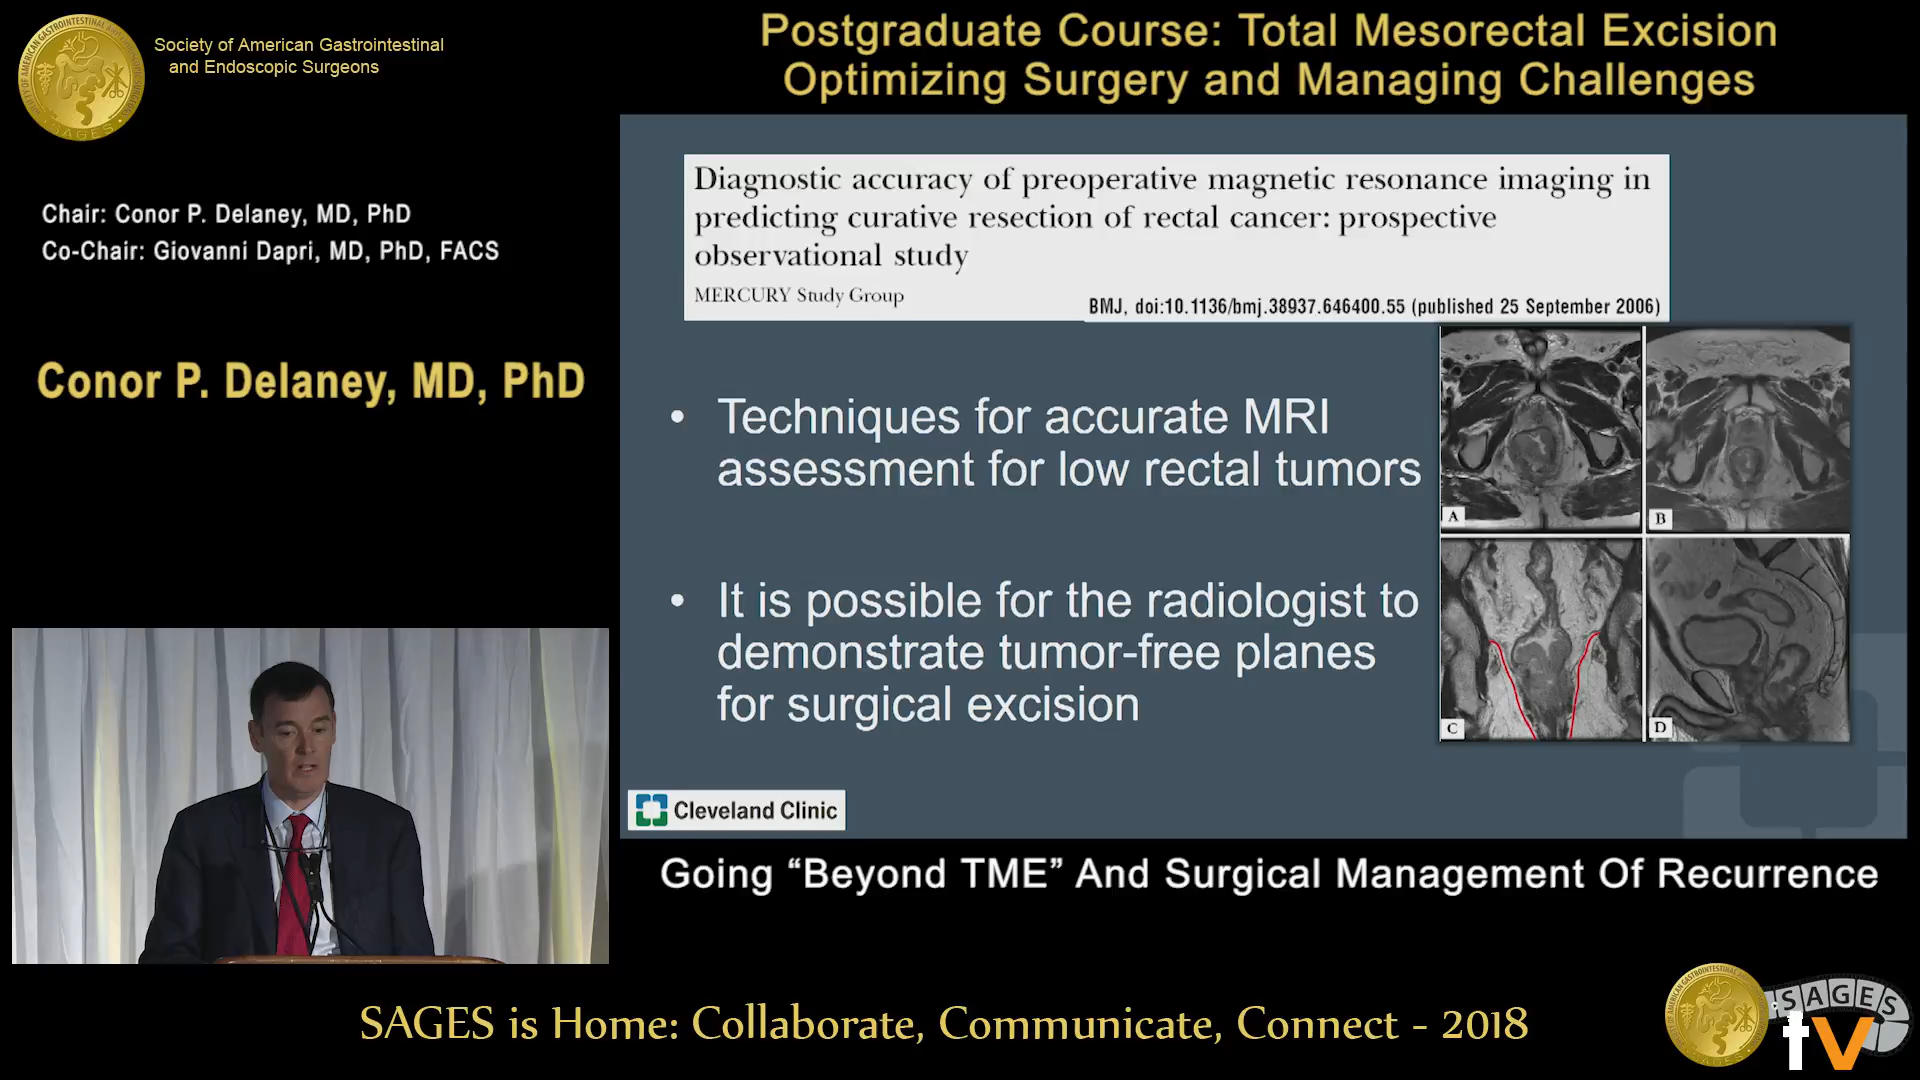 Society of American Gastrointestinal
and Endoscopic Surgeons
Postgraduate Course: Total Mesorectal Excision
Optimizing Surgery and Managing Challenges
Chair: Conor P. Delaney, MD, PhD
Co-Chair: Giovanni Dapri, MD, PhD, FACS
Conor P. Delaney, MD, PhD
Diagnostic accuracy of preoperative magnetic resonance imaging in
predicting curative resection of rectal cancer: prospective
observational study
MERCURY Study Group
BMJ, doi:10.1136/bmj.38937.646400.55 (published 25 September 2006)
• Techniques for accurate MRI
assessment for low rectal tumors
• It is possible for the radiologist to
demonstrate tumor-free planes
for surgical excision
A
B
C
D
Cleveland Clinic
Going “Beyond TME” And Surgical Management Of Recurrence
SAGES is Home: Collaborate, Communicate, Connect - 2018
SAGES
tv